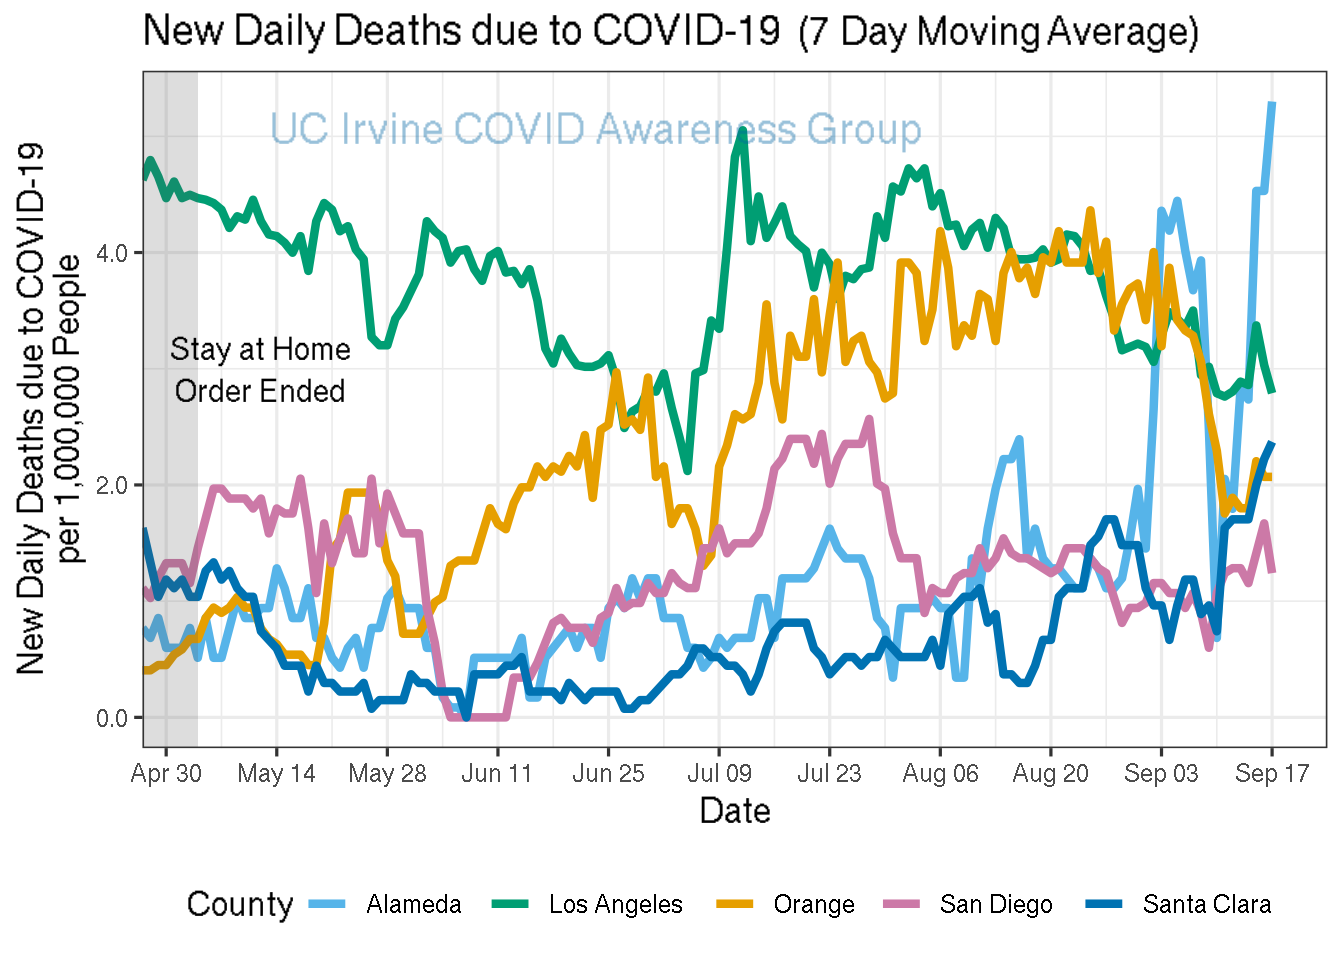 New Daily Deaths due to COVID-19 (7 Day Moving Average)
UC Irvine COVID Awareness Group
New Daily Deaths due to COVID-19
per 1,000,000 People
4.0
2.0
0.0
Stay at Home
Order Ended
Apr 30 May 14 May 28 Jun 11 Jun 25 Jul 09 Jul 23 Aug 06 Aug 20 Sep 03 Sep 17
Date
County Alameda Los Angeles Orange San Diego Santa Clara